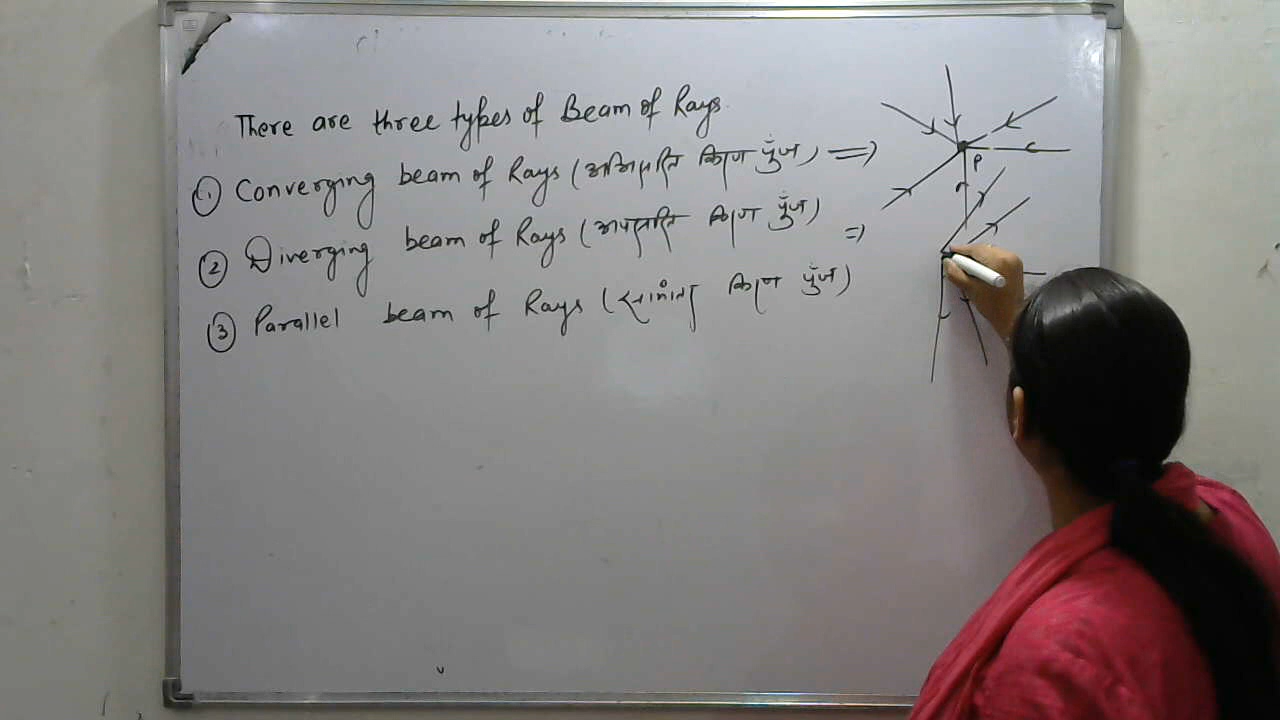 There are three types of Beam of Rays.
① Converging beam of Rays (अभिसारित किरण पुँज) ⇒ P
② Diverging beam of Rays (अपसारित किरण पुँज) ⇒
③ Parallel beam of Rays (समांतर किरण पुँज)